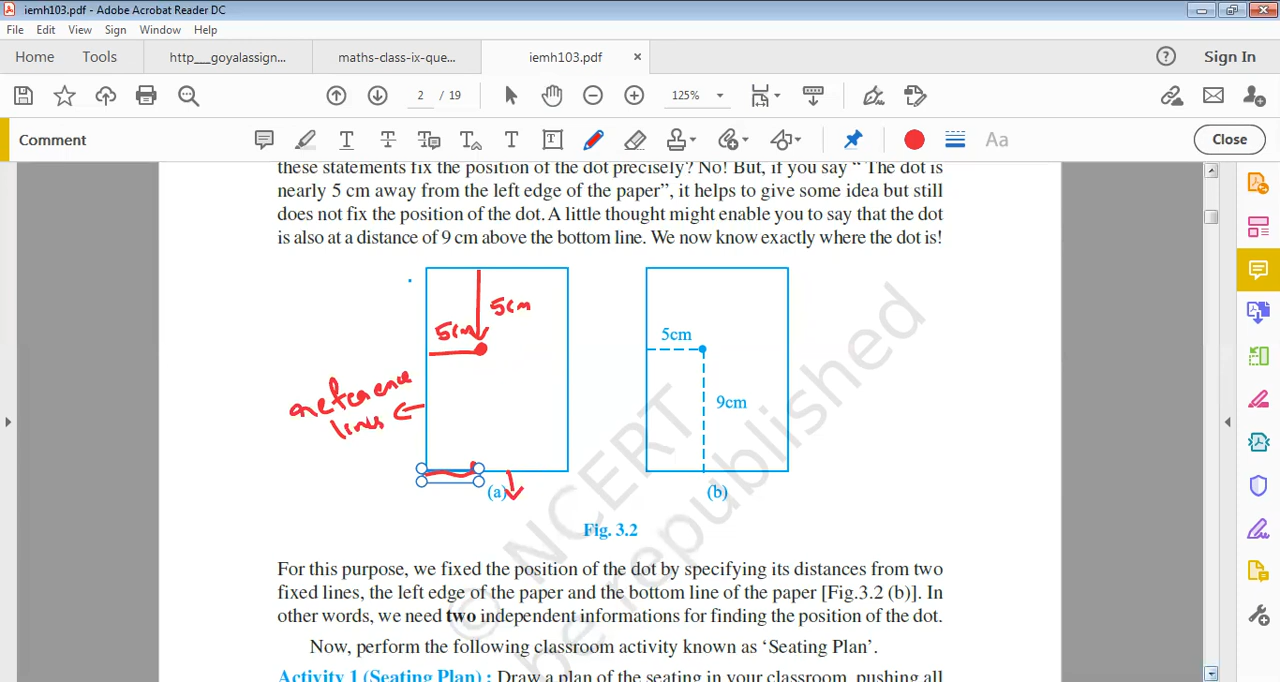 iemh103.pdf - Adobe Acrobat Reader DC
File Edit View Sign Window Help
Home Tools http___goyalassign... maths-class-ix-que... iemh103.pdf × Sign In
2 / 19 125%
Comment Aa Close
these statements fix the position of the dot precisely? No! But, if you say “ The dot is
nearly 5 cm away from the left edge of the paper”, it helps to give some idea but still
does not fix the position of the dot. A little thought might enable you to say that the dot
is also at a distance of 9 cm above the bottom line. We now know exactly where the dot is!
5cm
5cm
reference
lines
5cm
9cm
(a) (b)
Fig. 3.2
© NCERT
be republished
For this purpose, we fixed the position of the dot by specifying its distances from two
fixed lines, the left edge of the paper and the bottom line of the paper [Fig.3.2 (b)]. In
other words, we need two independent informations for finding the position of the dot.
Now, perform the following classroom activity known as ‘Seating Plan’.
Activity 1 (Seating Plan) : Draw a plan of the seating in your classroom, pushing all